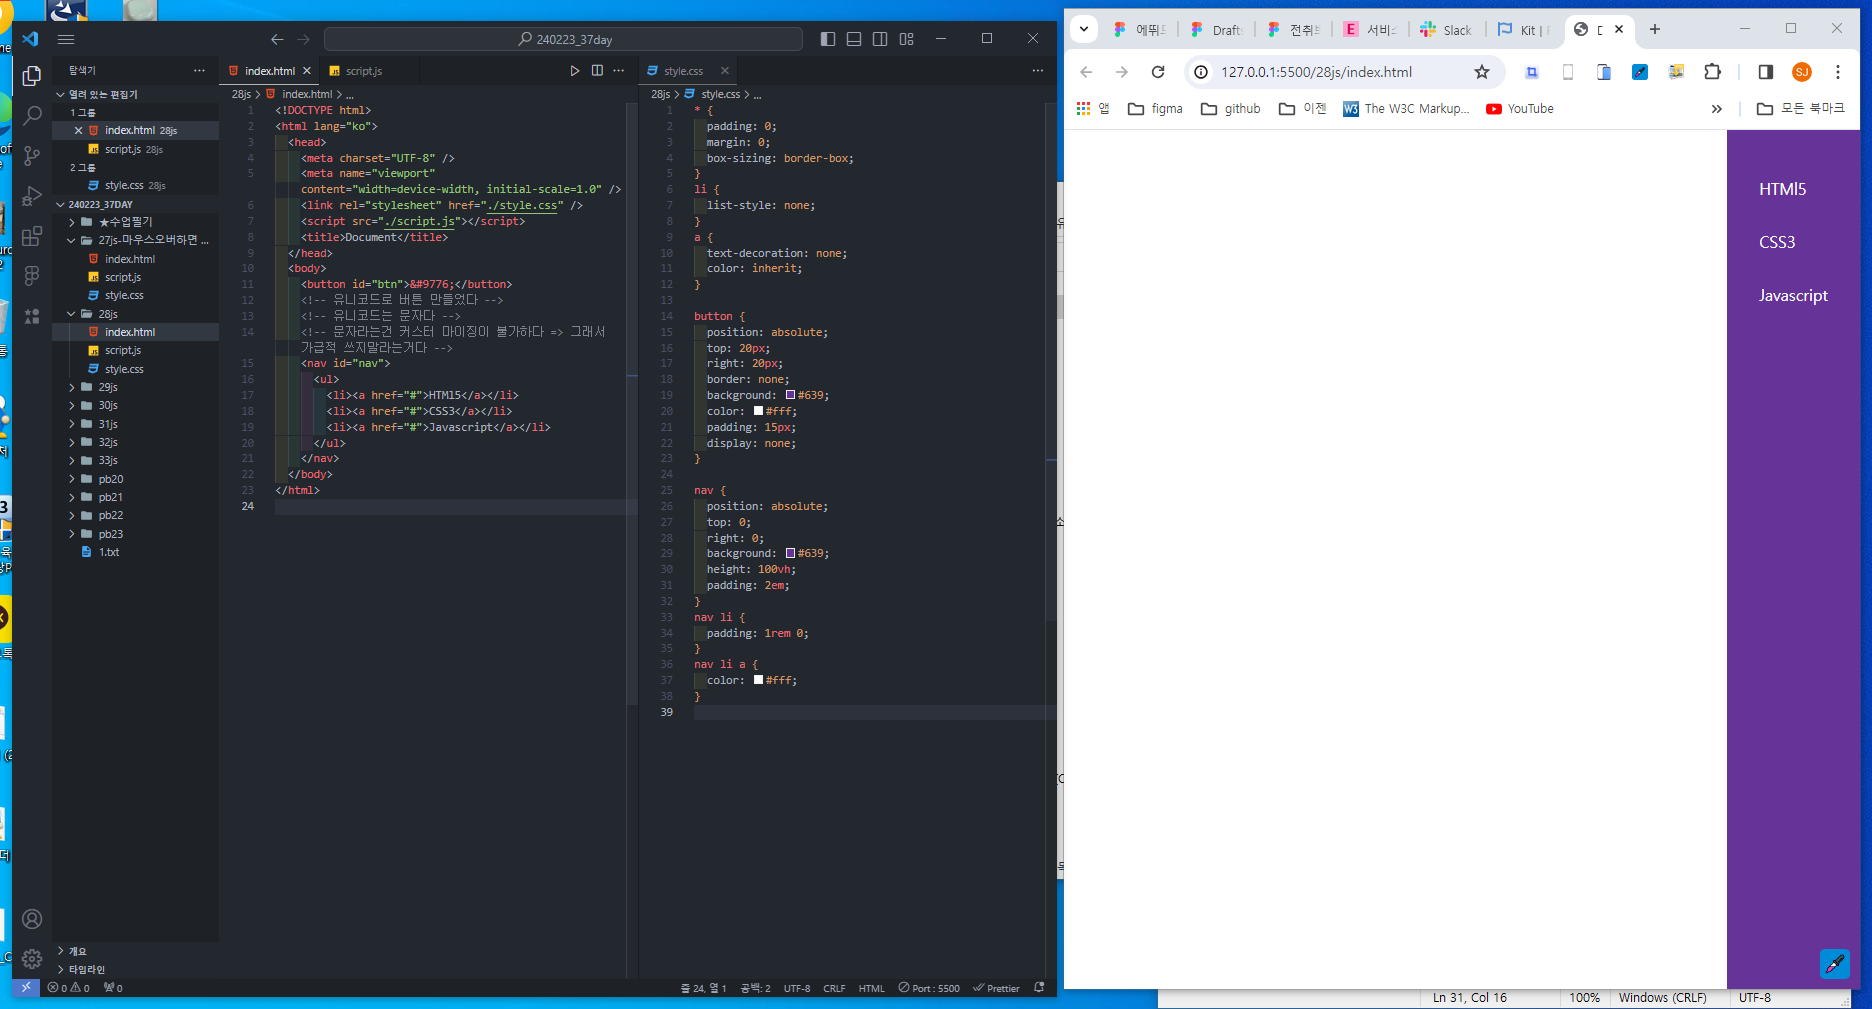 240223_37day
탐색기
열려 있는 편집기
1 그룹
index.html 28js
script.js 28js
2 그룹
style.css 28js
240223_37DAY
★수업필기
27js-마우스오버하면 ...
index.html
script.js
style.css
28js
index.html
script.js
style.css
29js
30js
31js
32js
33js
pb20
pb21
pb22
pb23
1.txt
개요
타임라인
index.html
script.js
28js > index.html > ...
1 <!DOCTYPE html>
2 <html lang="ko">
3 <head>
4 <meta charset="UTF-8" />
5 <meta name="viewport"
content="width=device-width, initial-scale=1.0" />
6 <link rel="stylesheet" href="./style.css" />
7 <script src="./script.js"></script>
8 <title>Document</title>
9 </head>
10 <body>
11 <button id="btn">&#9776;</button>
12 <!-- 유니코드로 버튼 만들었다 -->
13 <!-- 유니코드는 문자다 -->
14 <!-- 문자라는건 커스터 마이징이 불가하다 => 그래서
가급적 쓰지말라는거다 -->
15 <nav id="nav">
16 <ul>
17 <li><a href="#">HTMl5</a></li>
18 <li><a href="#">CSS3</a></li>
19 <li><a href="#">Javascript</a></li>
20 </ul>
21 </nav>
22 </body>
23 </html>
24
style.css
28js > style.css > ...
1 * {
2 padding: 0;
3 margin: 0;
4 box-sizing: border-box;
5 }
6 li {
7 list-style: none;
8 }
9 a {
10 text-decoration: none;
11 color: inherit;
12 }
13
14 button {
15 position: absolute;
16 top: 20px;
17 right: 20px;
18 border: none;
19 background: #639;
20 color: #fff;
21 padding: 15px;
22 display: none;
23 }
24
25 nav {
26 position: absolute;
27 top: 0;
28 right: 0;
29 background: #639;
30 height: 100vh;
31 padding: 2em;
32 }
33 nav li {
34 padding: 1rem 0;
35 }
36 nav li a {
37 color: #fff;
38 }
39
0 0 0
줄 24, 열 1 공백: 2 UTF-8 CRLF HTML Port : 5500 Prettier
Draft 서비 Slack Kit |
127.0.0.1:5500/28js/index.html
SJ
앱 figma github 이젠 The W3C Markup... YouTube » 모든 북마크
HTMl5
CSS3
Javascript
Ln 31, Col 16 100% Windows (CRLF) UTF-8